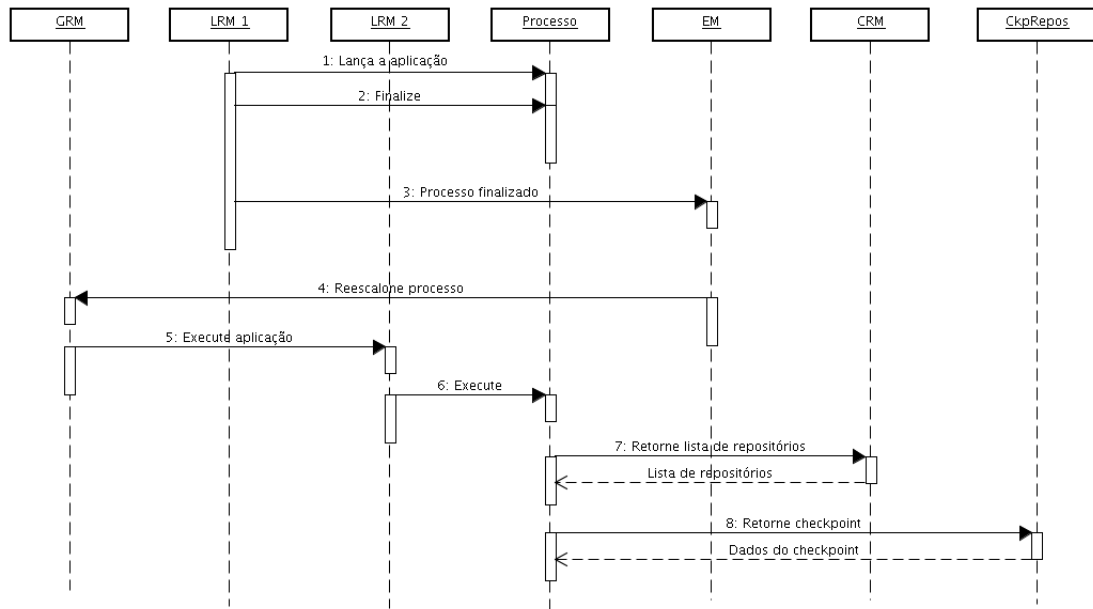 GRM
LRM 1
LRM 2
Processo
EM
CRM
CkpRepos
1: Lança a aplicação
2: Finalize
3: Processo finalizado
4: Reescalone processo
5: Execute aplicação
6: Execute
7: Retorne lista de repositórios
Lista de repositórios
8: Retorne checkpoint
Dados do checkpoint